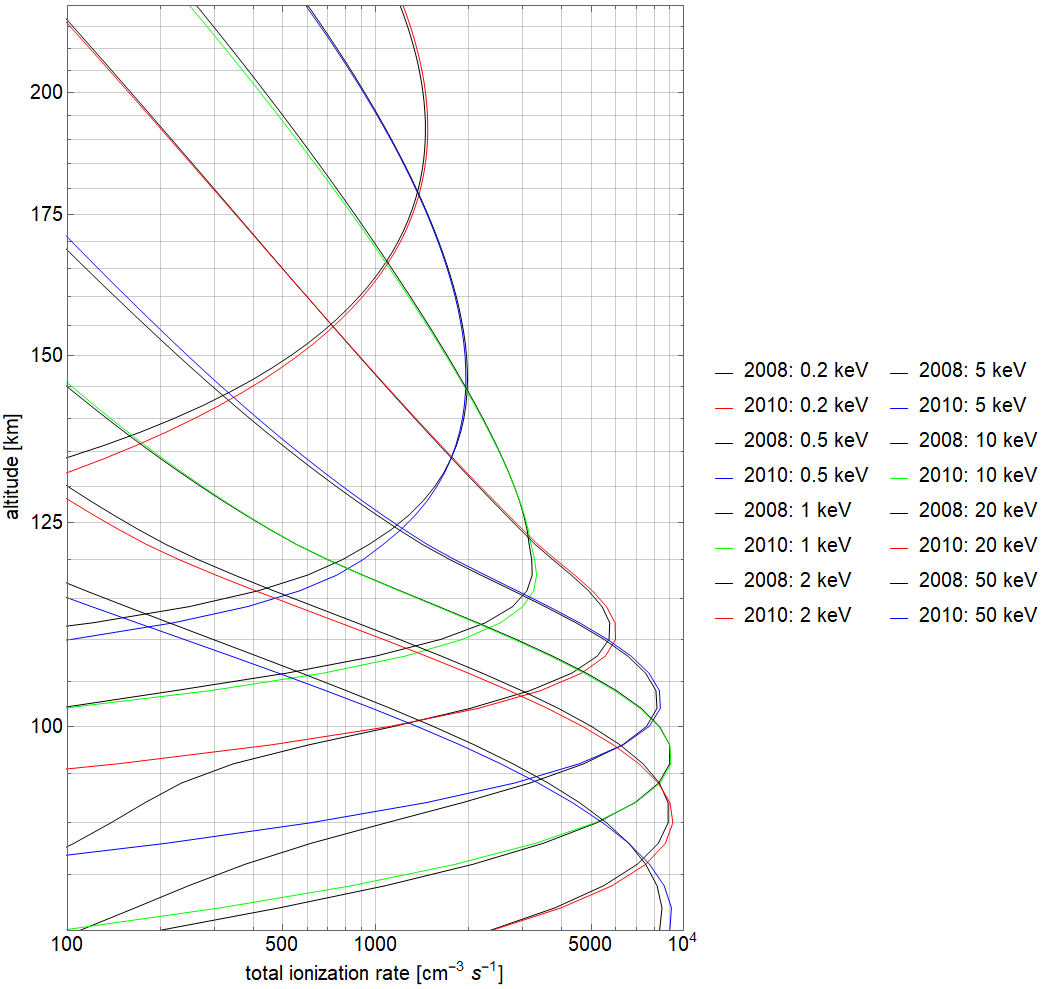 200
175
150
125
100
altitude [km]
100 500 1000 5000 10⁴
total ionization rate [cm⁻³ s⁻¹]
2008: 0.2 keV 2008: 5 keV
2010: 0.2 keV 2010: 5 keV
2008: 0.5 keV 2008: 10 keV
2010: 0.5 keV 2010: 10 keV
2008: 1 keV 2008: 20 keV
2010: 1 keV 2010: 20 keV
2008: 2 keV 2008: 50 keV
2010: 2 keV 2010: 50 keV